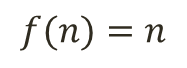 f(n) = n